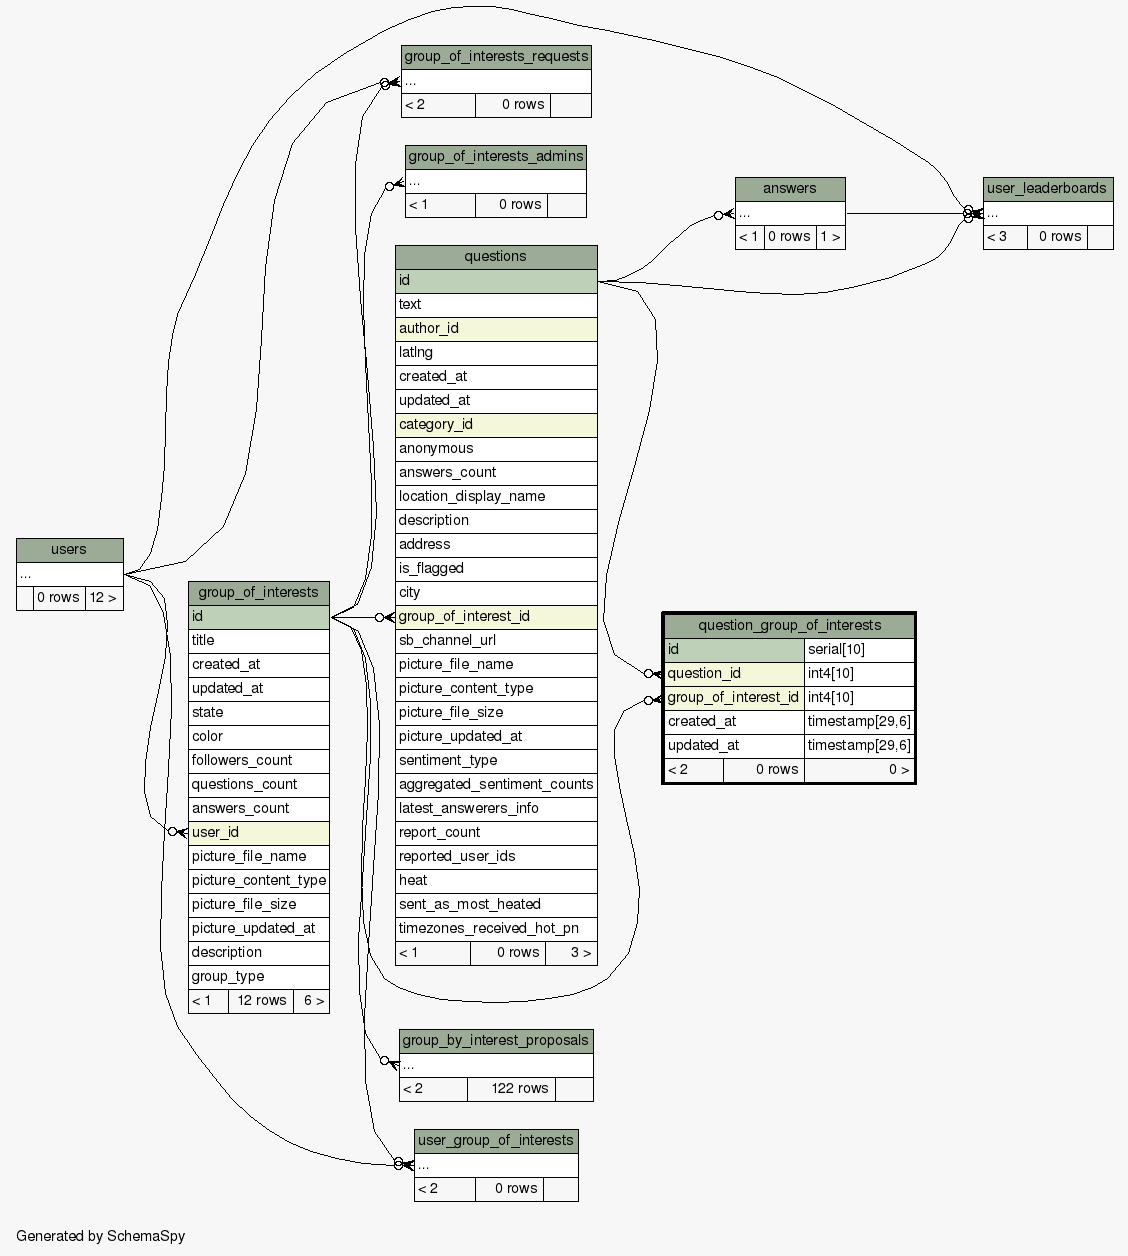 group_of_interests_requests
...
< 2 0 rows
group_of_interests_admins
...
< 1 0 rows
answers
...
< 1 0 rows 1 >
user_leaderboards
...
< 3 0 rows
questions
id
text
author_id
latlng
created_at
updated_at
category_id
anonymous
answers_count
location_display_name
description
address
is_flagged
city
group_of_interest_id
sb_channel_url
picture_file_name
picture_content_type
picture_file_size
picture_updated_at
sentiment_type
aggregated_sentiment_counts
latest_answerers_info
report_count
reported_user_ids
heat
sent_as_most_heated
timezones_received_hot_pn
< 1 0 rows 3 >
users
...
0 rows 12 >
group_of_interests
id
title
created_at
updated_at
state
color
followers_count
questions_count
answers_count
user_id
picture_file_name
picture_content_type
picture_file_size
picture_updated_at
description
group_type
< 1 12 rows 6 >
question_group_of_interests
id serial[10]
question_id int4[10]
group_of_interest_id int4[10]
created_at timestamp[29,6]
updated_at timestamp[29,6]
< 2 0 rows 0 >
group_by_interest_proposals
...
< 2 122 rows
user_group_of_interests
...
< 2 0 rows
Generated by SchemaSpy